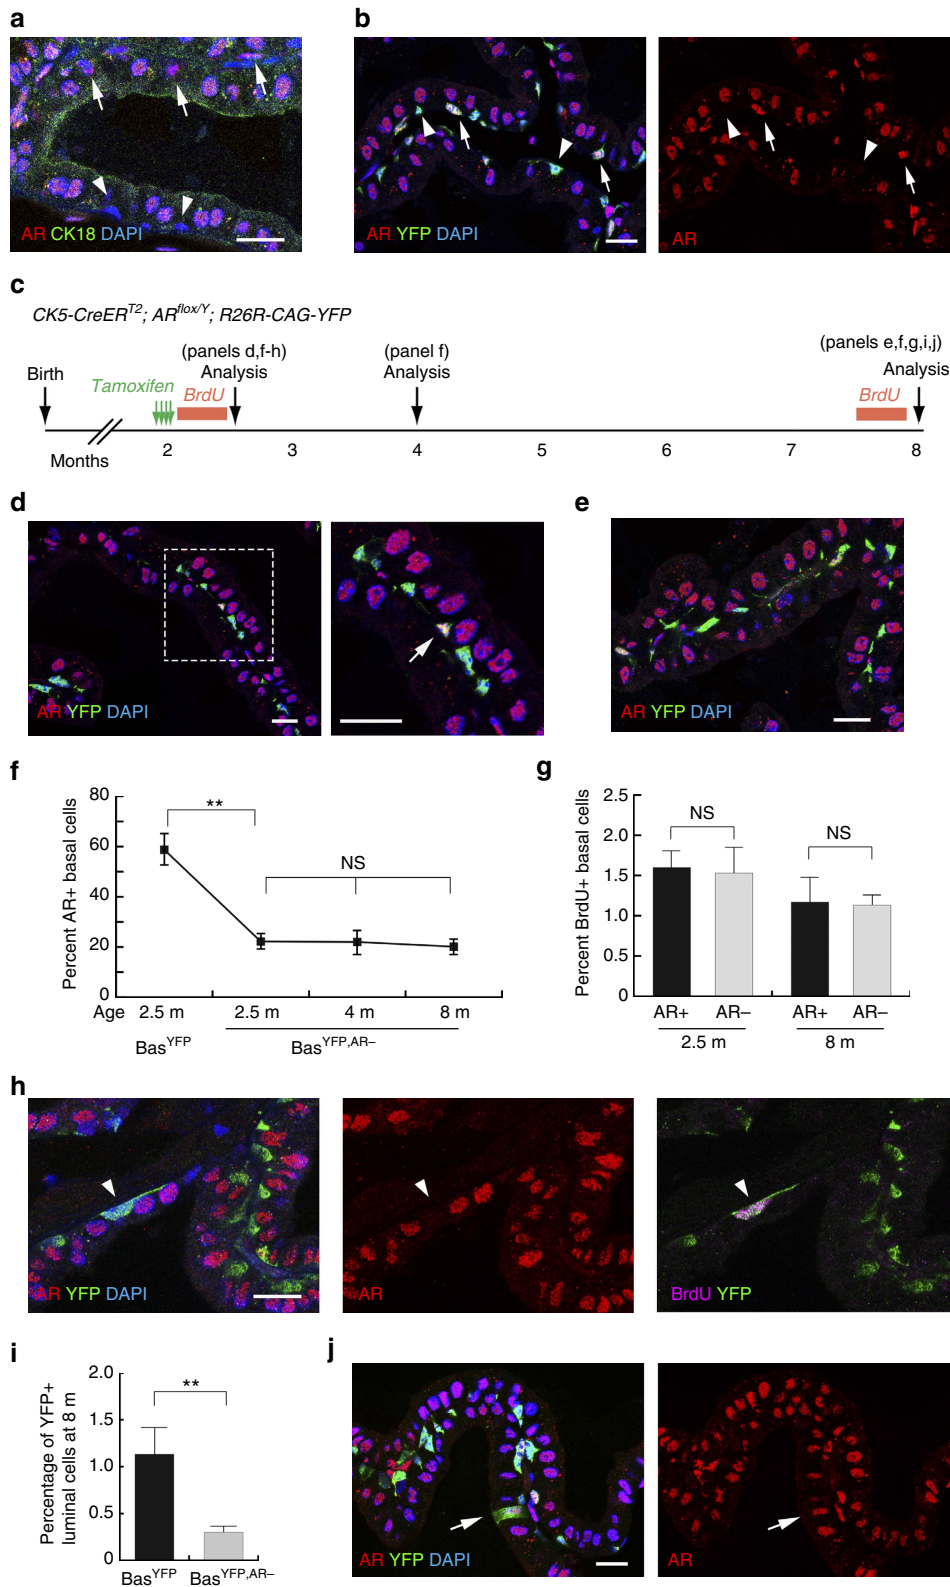 a
AR CK18 DAPI
b
AR YFP DAPI
AR
c
CK5-CreER^T2; AR^flox/Y; R26R-CAG-YFP
Birth
Tamoxifen
(panels d,f-h)
Analysis
BrdU
(panel f)
Analysis
(panels e,f,g,i,j)
Analysis
BrdU
Months
2 3 4 5 6 7 8
d
AR YFP DAPI
e
AR YFP DAPI
f
Percent AR+ basal cells
80
60
40
20
0
**
NS
Age 2.5 m 2.5 m 4 m 8 m
Bas^YFP Bas^YFP,AR–
g
Percent BrdU+ basal cells
2.5
2.0
1.5
1.0
0.5
0
NS
NS
AR+ AR– AR+ AR–
2.5 m 8 m
h
AR YFP DAPI
AR
BrdU YFP
i
Percentage of YFP+
luminal cells at 8 m
2.0
1.5
1.0
0.5
0
**
Bas^YFP Bas^YFP,AR–
j
AR YFP DAPI
AR